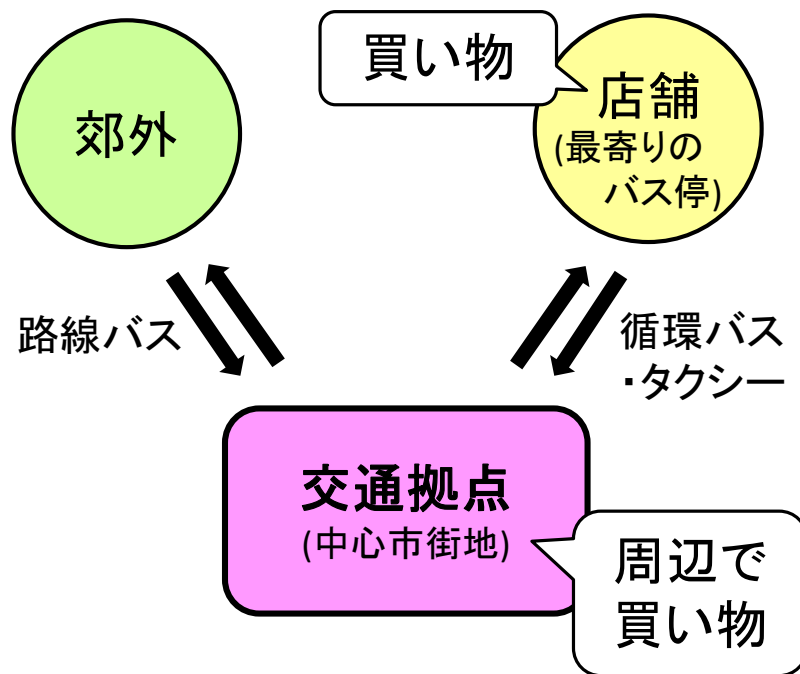 買い物
郊外
店舗
(最寄りの
バス停)
路線バス
循環バス
・タクシー
交通拠点
(中心市街地)
周辺で
買い物